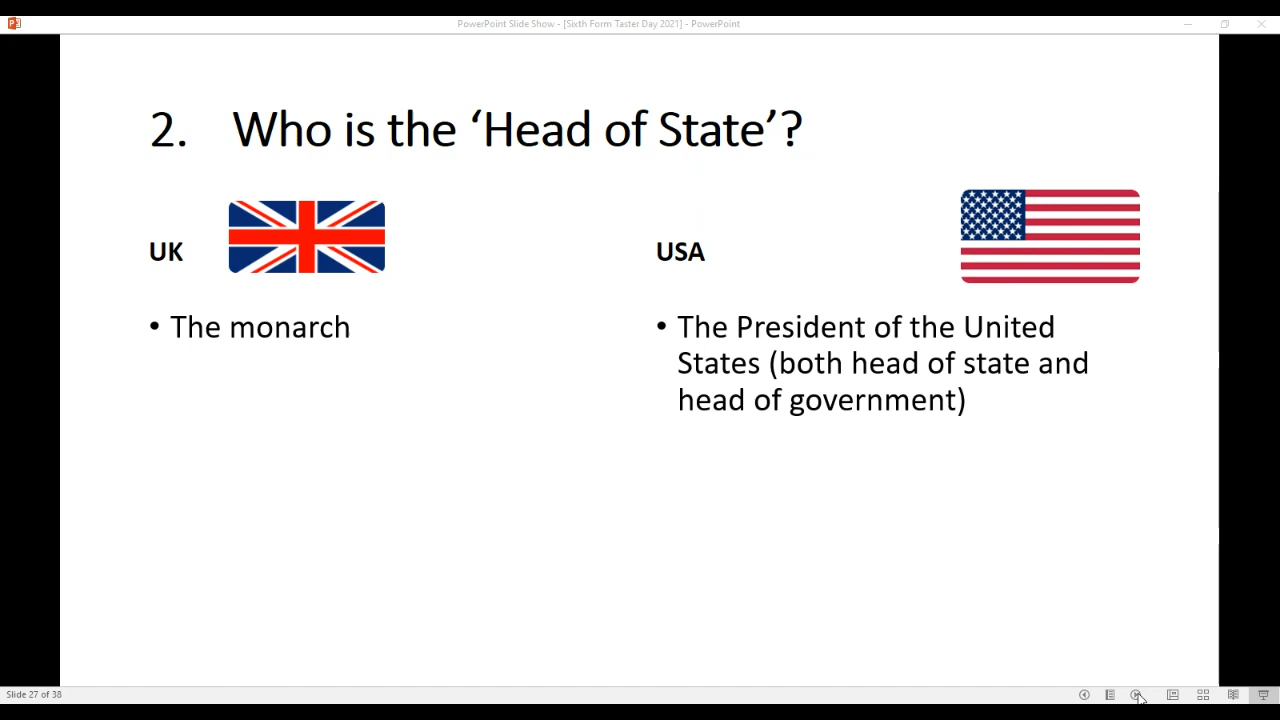 PowerPoint Slide Show - [Sixth Form Taster Day 2021] - PowerPoint
2. Who is the ‘Head of State’?
UK
• The monarch
USA
• The President of the United
States (both head of state and
head of government)
Slide 27 of 38